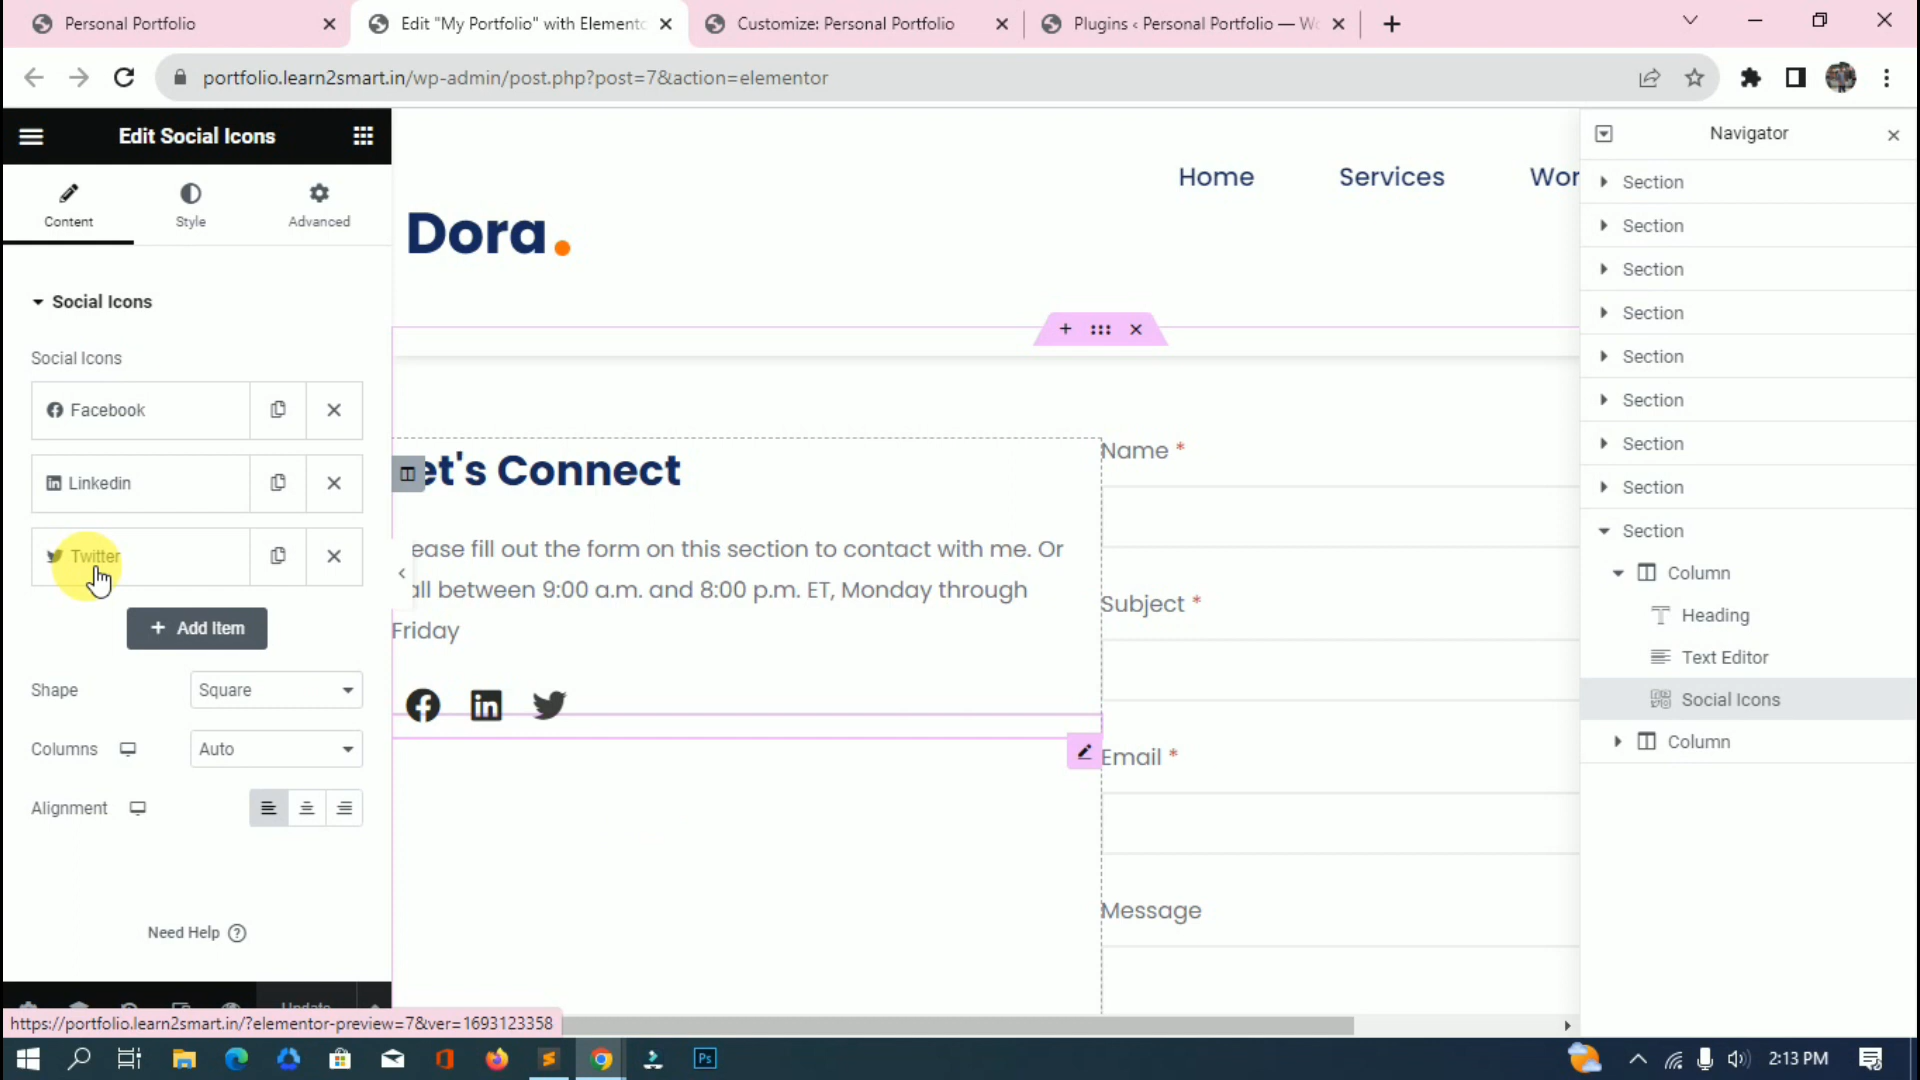 Personal Portfolio
Edit "My Portfolio" with Elemento
Customize: Personal Portfolio
Plugins ‹ Personal Portfolio — Wo
portfolio.learn2smart.in/wp-admin/post.php?post=7&action=elementor
Edit Social Icons
Content
Style
Advanced
Social Icons
Social Icons
Facebook
Linkedin
Twitter
+ Add Item
Shape
Square
Columns
Auto
Alignment
Need Help
Update
https://portfolio.learn2smart.in/?elementor-preview=7&ver=1693123358
Home
Services
Wor
Dora.
et's Connect
ease fill out the form on this section to contact with me. Or
all between 9:00 a.m. and 8:00 p.m. ET, Monday through
Friday
Name *
Subject *
Email *
Message
Navigator
Section
Section
Section
Section
Section
Section
Section
Section
Section
Column
Heading
Text Editor
Social Icons
Column
Ps
2:13 PM